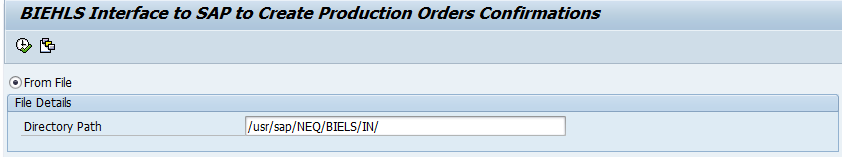 BIEHLS Interface to SAP to Create Production Orders Confirmations
From File
File Details
Directory Path /usr/sap/NEQ/BIELS/IN/